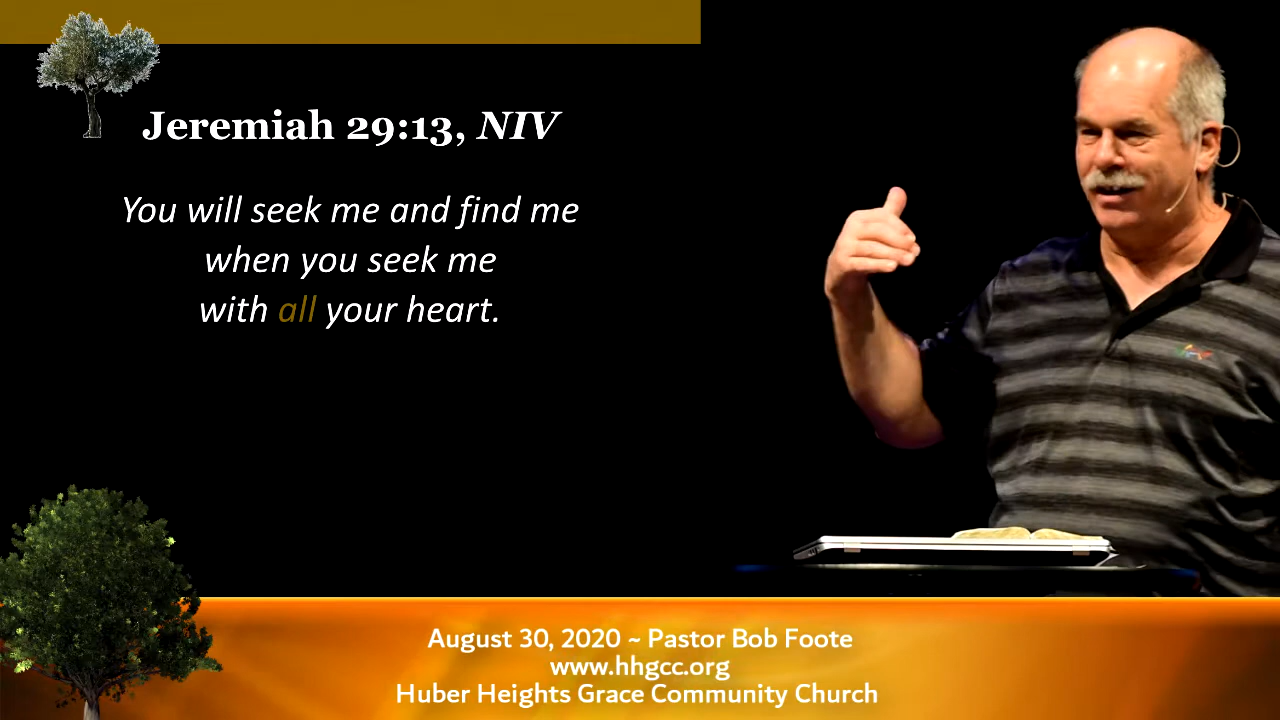 Jeremiah 29:13, NIV
You will seek me and find me
when you seek me
with all your heart.
August 30, 2020 ~ Pastor Bob Foote
www.hhgcc.org
Huber Heights Grace Community Church